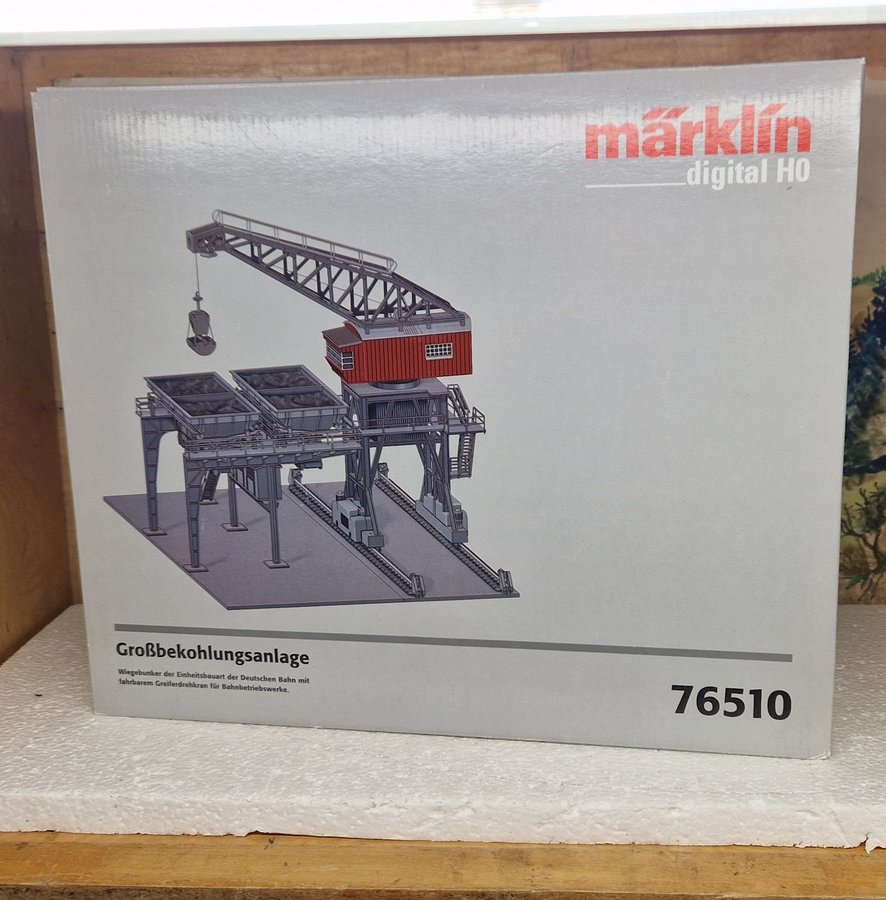 märklin
digital H0
Großbekohlungsanlage
Wiegebunker der Einheitsbauart der Deutschen Bahn mit
fahrbarem Greiferdrehkran für Bahnbetriebswerke.
76510